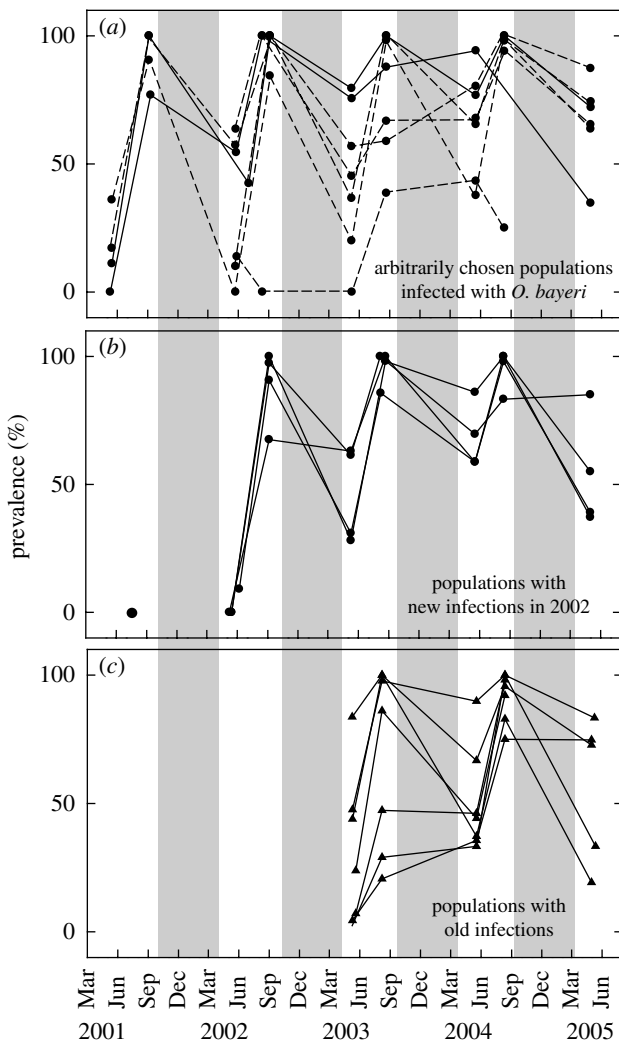 (a)
100
50
0
arbitrarily chosen populations
infected with O. bayeri
(b)
100
50
0
populations with
new infections in 2002
prevalence (%)
(c)
100
50
0
populations with
old infections
Mar Jun Sep Dec Mar Jun Sep Dec Mar Jun Sep Dec Mar Jun Sep Dec Mar Jun
2001 2002 2003 2004 2005